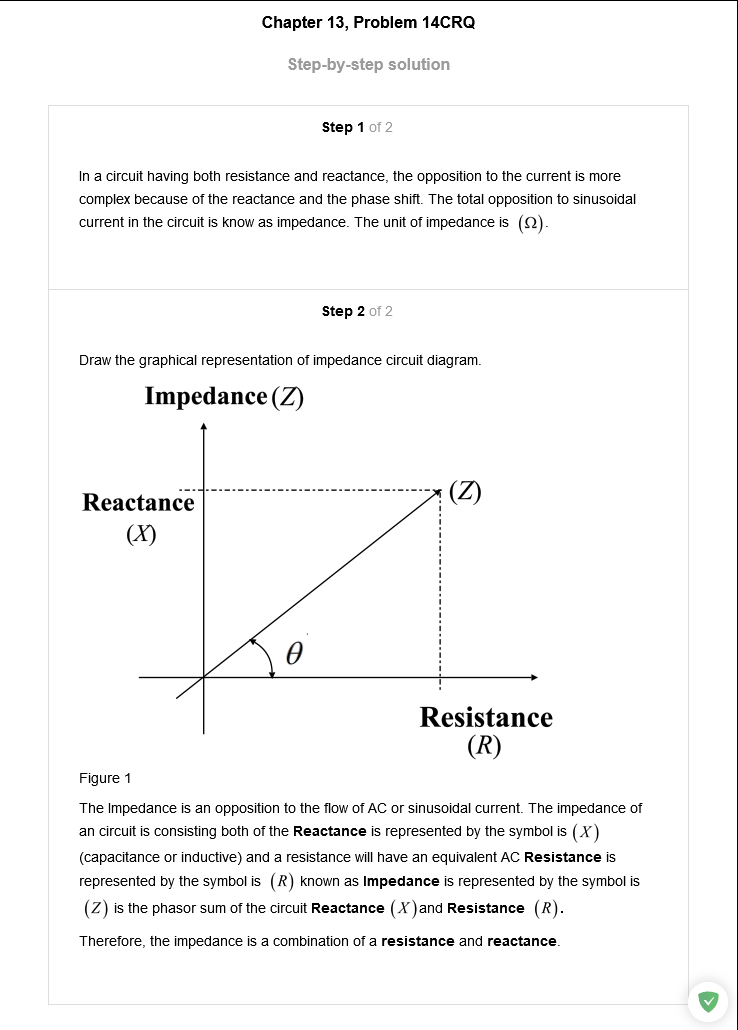 Chapter 13, Problem 14CRQ
Step-by-step solution
Step 1 of 2
In a circuit having both resistance and reactance, the opposition to the current is more
complex because of the reactance and the phase shift. The total opposition to sinusoidal
current in the circuit is know as impedance. The unit of impedance is (Ω).
Step 2 of 2
Draw the graphical representation of impedance circuit diagram.
Impedance (Z)
(Z)
Reactance
(X)
θ
Resistance
(R)
Figure 1
The Impedance is an opposition to the flow of AC or sinusoidal current. The impedance of
an circuit is consisting both of the Reactance is represented by the symbol is (X)
(capacitance or inductive) and a resistance will have an equivalent AC Resistance is
represented by the symbol is (R) known as Impedance is represented by the symbol is
(Z) is the phasor sum of the circuit Reactance (X)and Resistance (R).
Therefore, the impedance is a combination of a resistance and reactance.